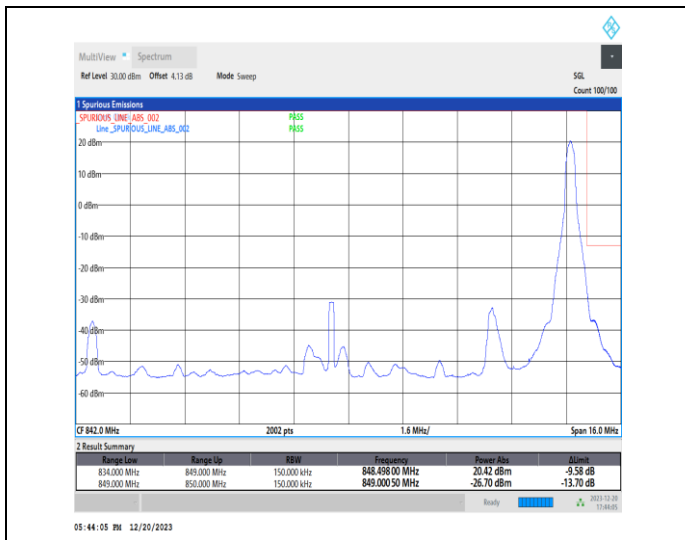 MultiView Spectrum
Ref Level 30.00 dBm Offset 4.13 dB Mode Sweep SGL
Count 100/100
1 Spurious Emissions
SPURIOUS_LINE_ABS_002 PASS
Line _SPURIOUS_LINE_ABS_002 PASS
20 dBm
10 dBm
0 dBm
-10 dBm
-20 dBm
-30 dBm
-40 dBm
-50 dBm
-60 dBm
CF 842.0 MHz 2002 pts 1.6 MHz/ Span 16.0 MHz
2 Result Summary
Range Low Range Up RBW Frequency Power Abs ΔLimit
834.000 MHz 849.000 MHz 150.000 kHz 848.49800 MHz 20.42 dBm -9.58 dB
849.000 MHz 850.000 MHz 150.000 kHz 849.00050 MHz -26.70 dBm -13.70 dB
Ready 2023-12-20
17:44:05
05:44:05 PM 12/20/2023